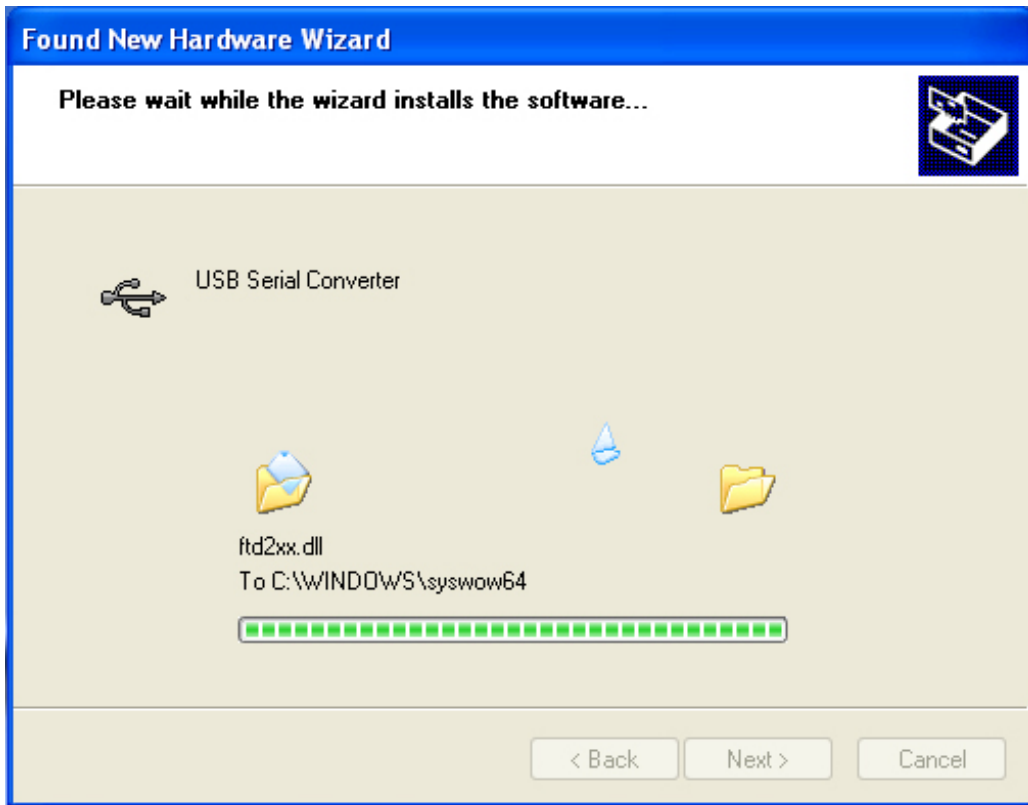 Found New Hardware Wizard
Please wait while the wizard installs the software...
USB Serial Converter
ftd2xx.dll
To C:\WINDOWS\syswow64
< Back
Next >
Cancel